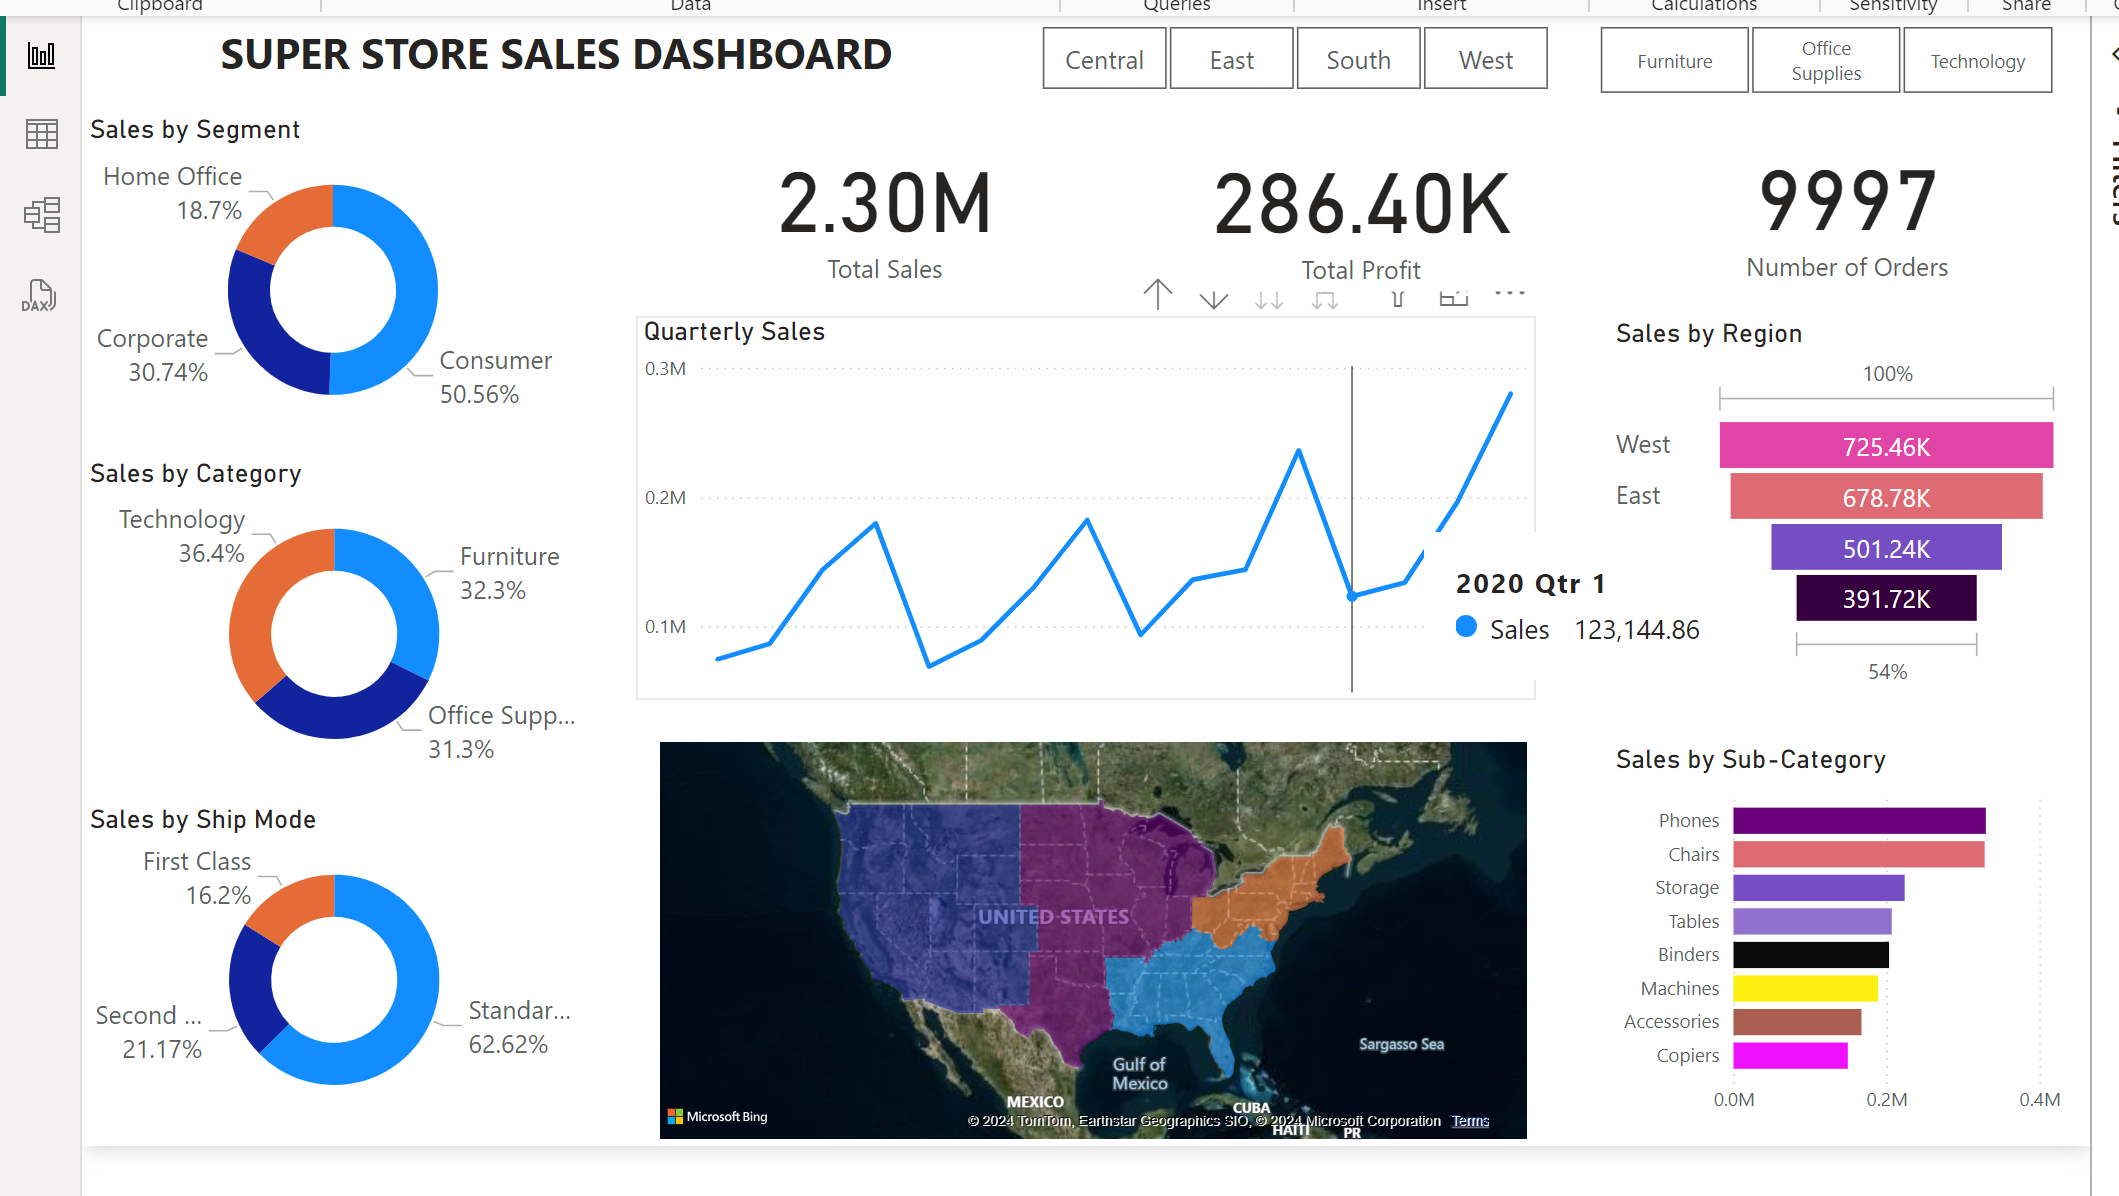 Clipboard
Data
Queries
Insert
Calculations
Sensitivity
Share
SUPER STORE SALES DASHBOARD
Central
East
South
West
Furniture
Office
Supplies
Technology
Filters
DAX
Sales by Segment
Home Office
18.7%
Corporate
30.74%
Consumer
50.56%
2.30M
Total Sales
286.40K
Total Profit
9997
Number of Orders
Quarterly Sales
0.3M
0.2M
0.1M
2020 Qtr 1
Sales 123,144.86
Sales by Region
100%
West
725.46K
East
678.78K
501.24K
391.72K
54%
Sales by Category
Technology
36.4%
Furniture
32.3%
Office Supp...
31.3%
Sales by Ship Mode
First Class
16.2%
Second ...
21.17%
Standar...
62.62%
UNITED STATES
Sargasso Sea
Gulf of
Mexico
MEXICO
CUBA
HAITI
PR
Microsoft Bing
© 2024 TomTom, Earthstar Geographics SIO, © 2024 Microsoft Corporation Terms
Sales by Sub-Category
Phones
Chairs
Storage
Tables
Binders
Machines
Accessories
Copiers
0.0M
0.2M
0.4M